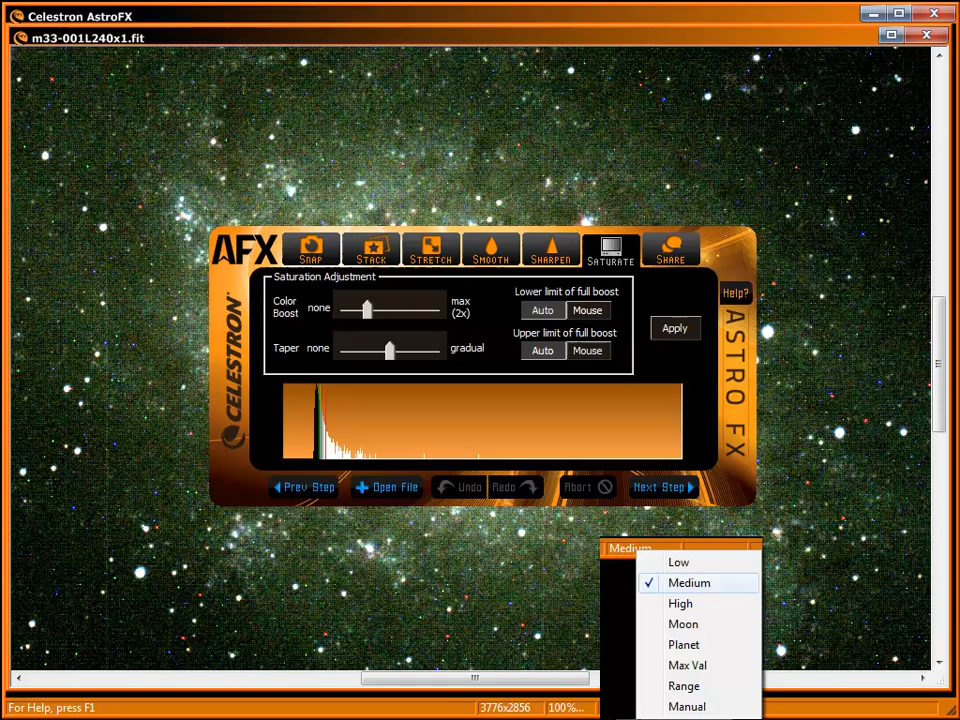 Celestron AstroFX
m33-001L240x1.fit
AFX
SNAP
STACK
STRETCH
SMOOTH
SHARPEN
SATURATE
SHARE
Help?
Saturation Adjustment
Color Boost
none
max (2x)
Taper
none
gradual
Lower limit of full boost
Auto
Mouse
Upper limit of full boost
Auto
Mouse
Apply
CELESTRON
ASTRO FX
Prev Step
Open File
Undo
Redo
Abort
Next Step
Medium
Low
Medium
High
Moon
Planet
Max Val
Range
Manual
For Help, press F1
3776x2856
100%...